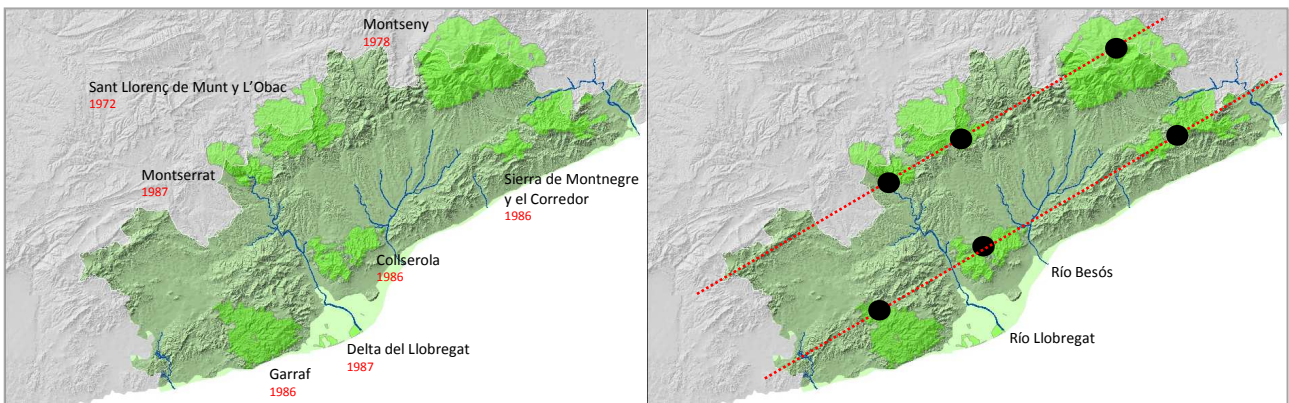 Montseny
1978
Sant Llorenç de Munt y L'Obac
1972
Montserrat
1987
Sierra de Montnegre
y el Corredor
1986
Collserola
1986
Delta del Llobregat
1987
Garraf
1986
Río Besós
Río Llobregat